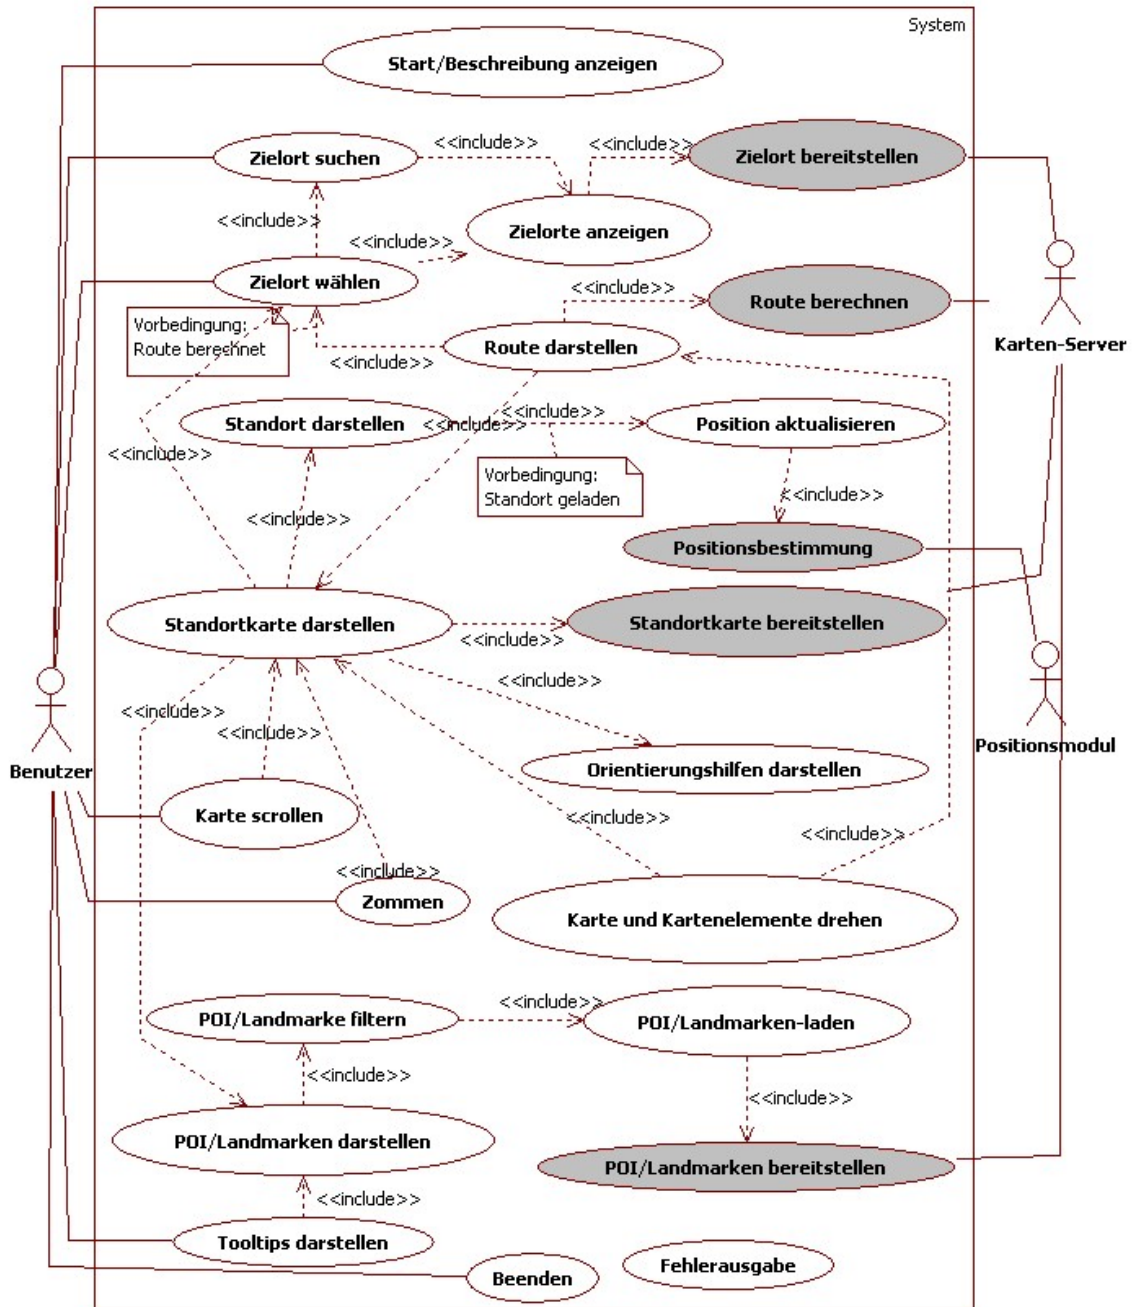 System
Start/Beschreibung anzeigen
<<include>>
<<include>>
Zielort suchen
Zielort bereitstellen
<<include>>
Zielorte anzeigen
<<include>>
Zielort wählen
<<include>>
Route berechnen
Karten-Server
Vorbedingung:
Route berechnet
<<include>>
Route darstellen
<<include>>
Standort darstellen
<<include>>
Position aktualisieren
<<include>>
Vorbedingung:
Standort geladen
<<include>>
<<include>>
Positionsbestimmung
Standortkarte darstellen
<<include>>
Standortkarte bereitstellen
<<include>>
<<include>>
<<include>>
Positionsmodul
Benutzer
Orientierungshilfen darstellen
Karte scrollen
<<include>>
<<include>>
<<include>>
Zommen
Karte und Kartenelemente drehen
POI/Landmarke filtern
<<include>>
POI/Landmarken-laden
<<include>>
<<include>>
POI/Landmarken darstellen
POI/Landmarken bereitstellen
<<include>>
Tooltips darstellen
Beenden
Fehlerausgabe